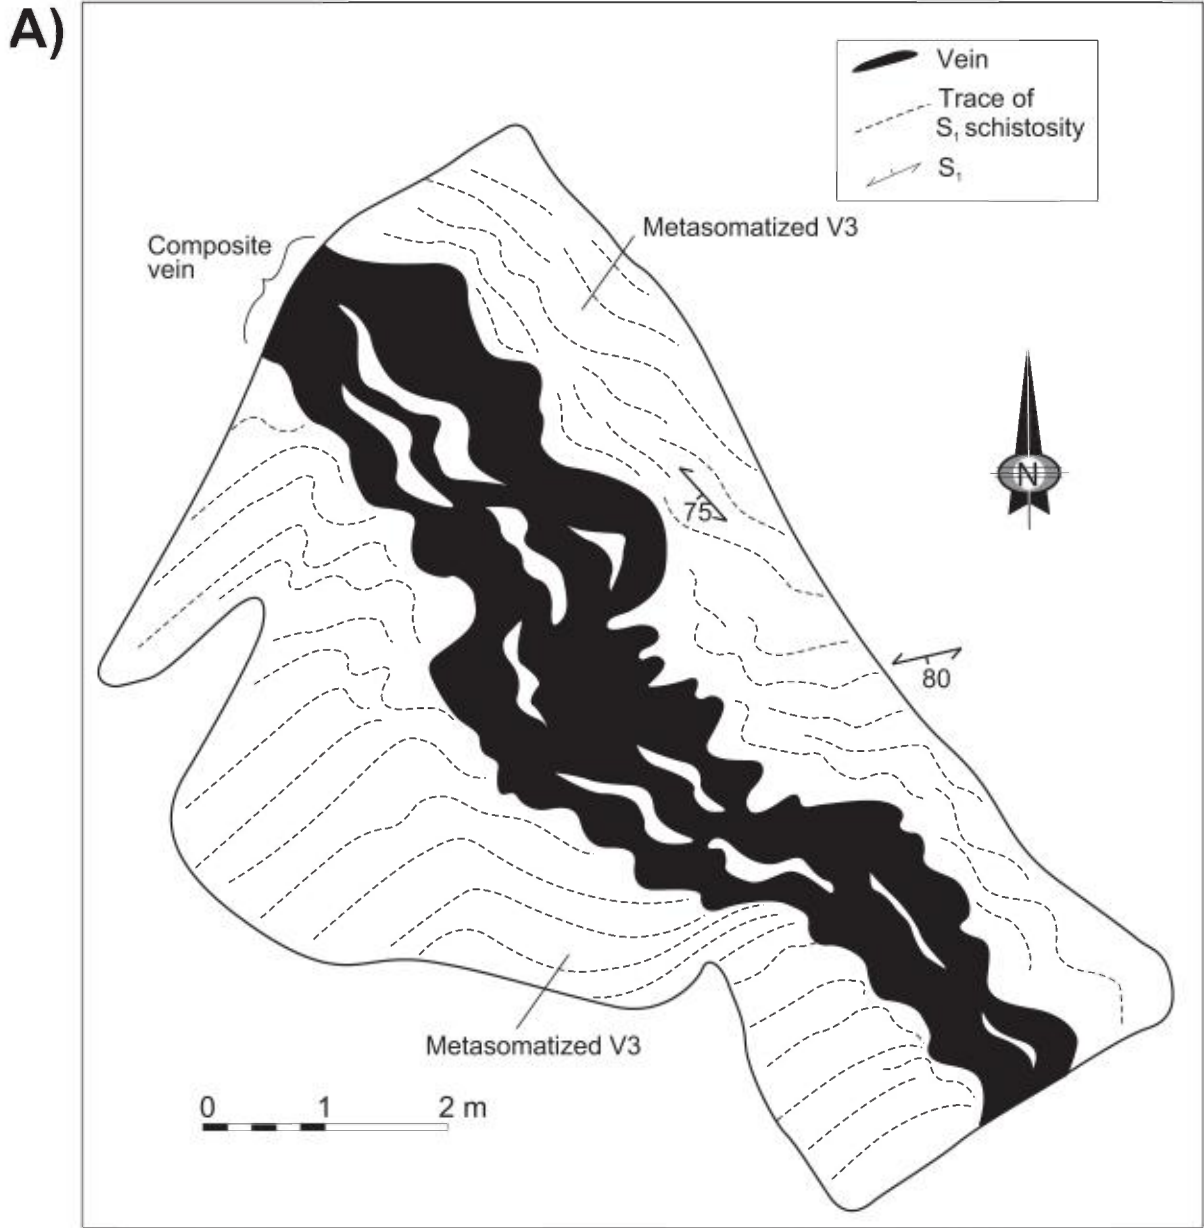 A)
Vein
Trace of
S₁ schistosity
S₁
Metasomatized V3
Composite
vein
N
75
80
Metasomatized V3
0 1 2 m